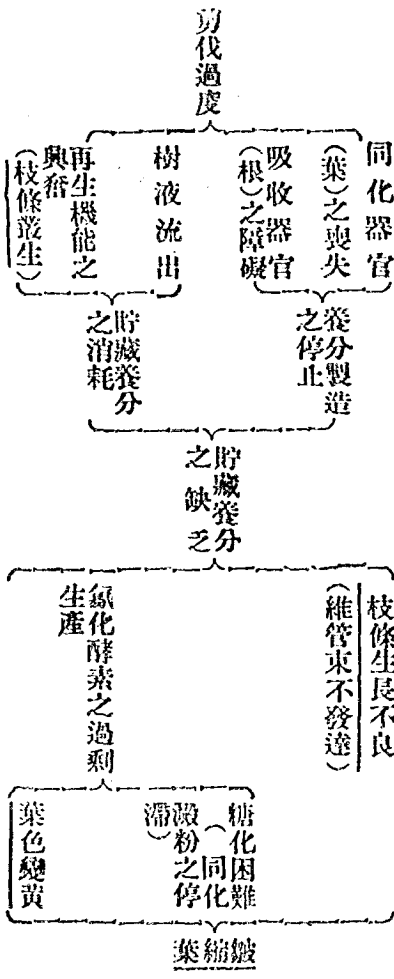 剪伐過度
同化器官
（葉）之喪失
吸收器官
（根）之障礙
樹液流出
再生機能之
興奮
（枝條叢生）
養分製造
之停止
貯藏養分
之消耗
貯藏養分
之缺乏
枝條生長不良
（維管束不發達）
氧化酵素之過剩
生產
糖化困難
（同化
澱粉之停
滯）
葉色變黃
皺縮葉